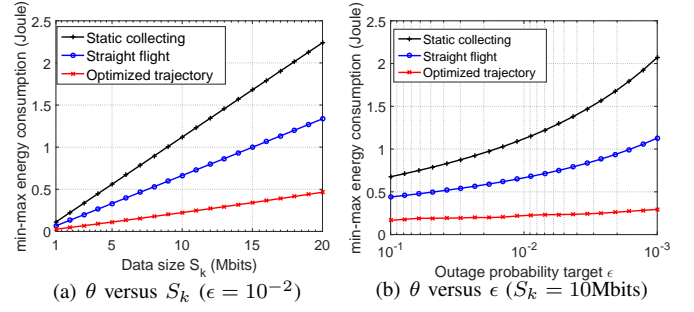 min-max energy consumption (Joule)
2.5
2
1.5
1
0.5
0
Static collecting
Straight flight
Optimized trajectory
1 5 10 15 20
Data size S_k (Mbits)
(a) θ versus S_k (ϵ = 10^-2)
min-max energy consumption (Joule)
2.5
2
1.5
1
0.5
0
Static collecting
Straight flight
Optimized trajectory
10^-1 10^-2 10^-3
Outage probability target ϵ
(b) θ versus ϵ (S_k = 10Mbits)